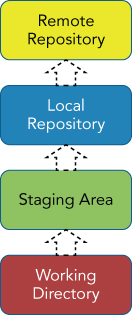 Remote
Repository
Local
Repository
Staging Area
Working
Directory